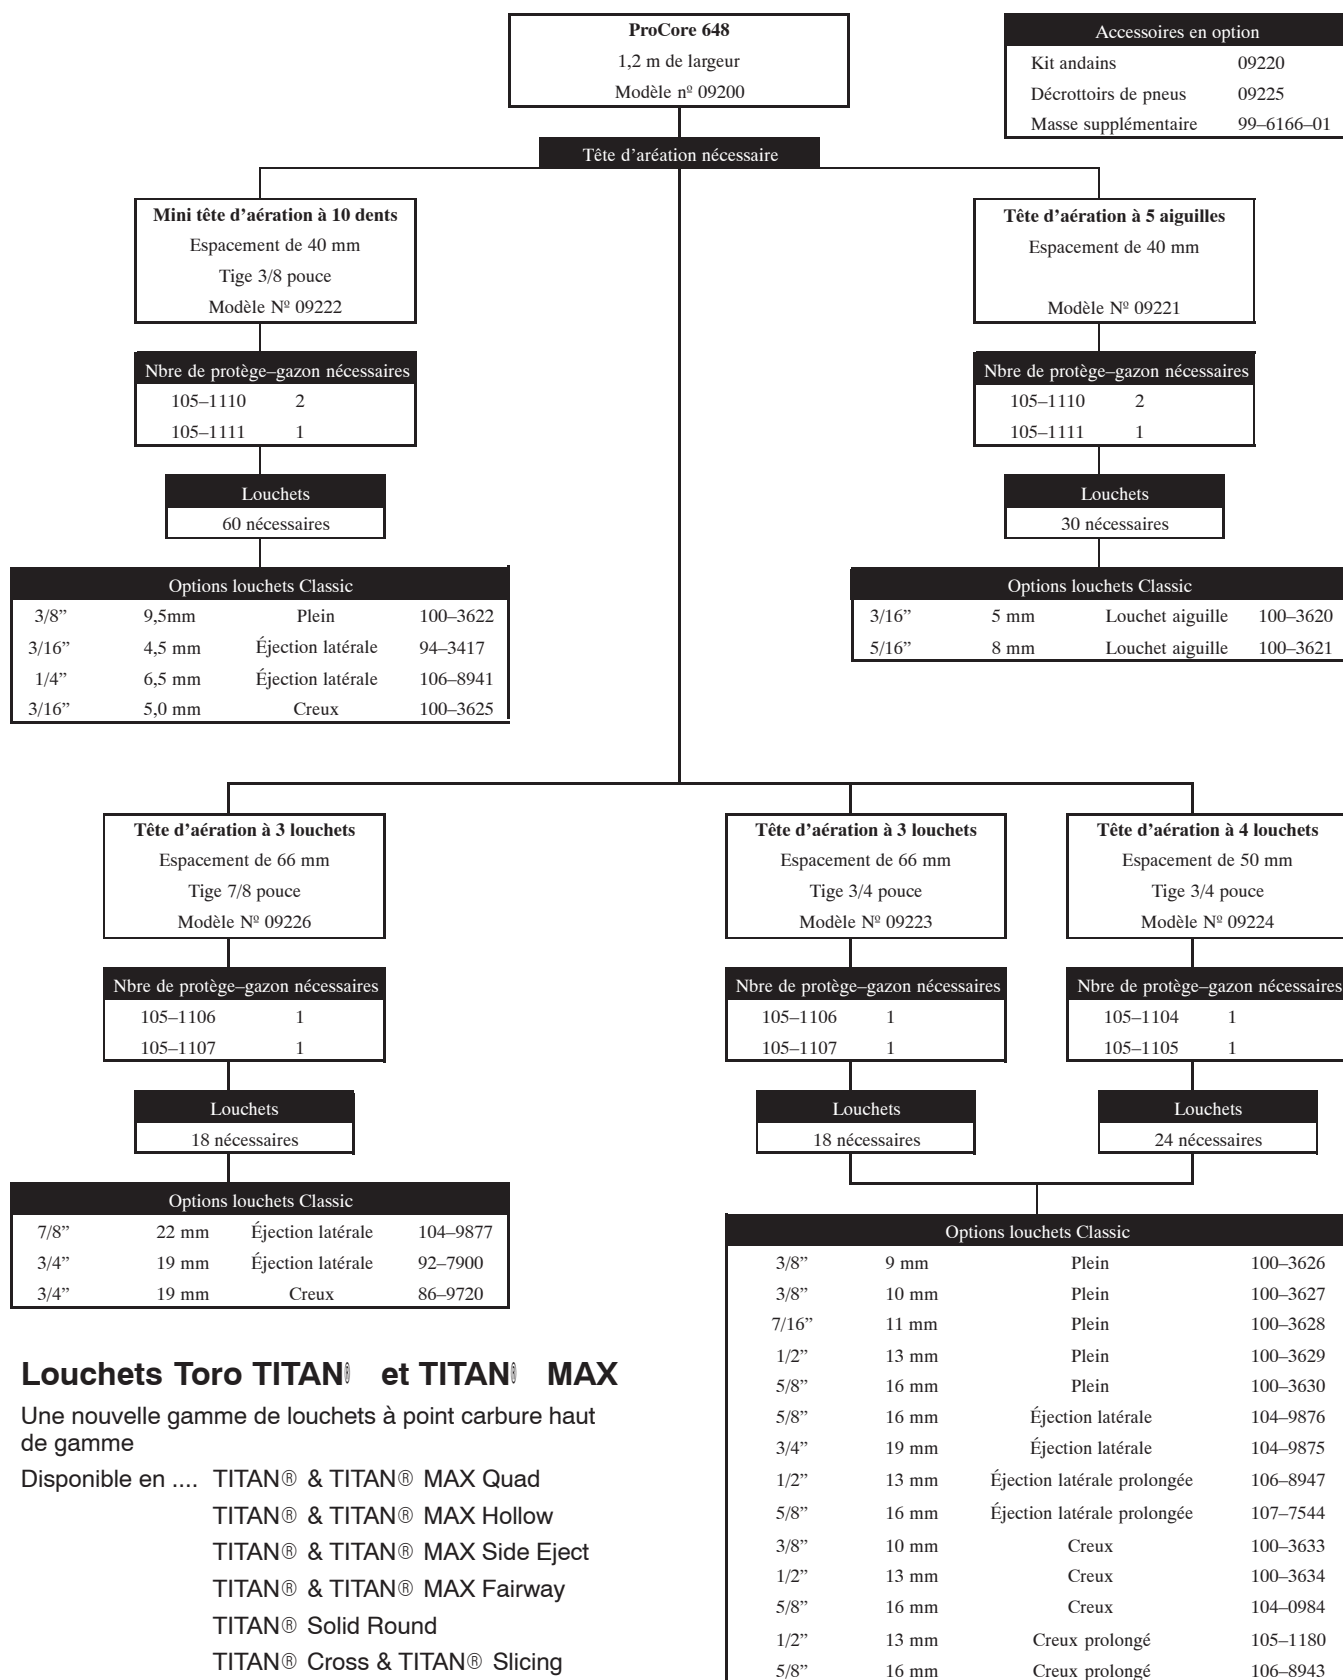 ProCore 648
1,2 m de largeur
Modèle nº 09200
Accessoires en option
Kit andains 09220
Décrottoirs de pneus 09225
Masse supplémentaire 99–6166–01
Tête d’aréation nécessaire
Mini tête d’aération à 10 dents
Espacement de 40 mm
Tige 3/8 pouce
Modèle Nº 09222
Nbre de protège–gazon nécessaires
105–1110 2
105–1111 1
Louchets
60 nécessaires
Options louchets Classic
3/8” 9,5mm Plein 100–3622
3/16” 4,5 mm Éjection latérale 94–3417
1/4” 6,5 mm Éjection latérale 106–8941
3/16” 5,0 mm Creux 100–3625
Tête d’aération à 5 aiguilles
Espacement de 40 mm
Modèle Nº 09221
Nbre de protège–gazon nécessaires
105–1110 2
105–1111 1
Louchets
30 nécessaires
Options louchets Classic
3/16” 5 mm Louchet aiguille 100–3620
5/16” 8 mm Louchet aiguille 100–3621
Tête d’aération à 3 louchets
Espacement de 66 mm
Tige 7/8 pouce
Modèle Nº 09226
Nbre de protège–gazon nécessaires
105–1106 1
105–1107 1
Louchets
18 nécessaires
Options louchets Classic
7/8” 22 mm Éjection latérale 104–9877
3/4” 19 mm Éjection latérale 92–7900
3/4” 19 mm Creux 86–9720
Tête d’aération à 3 louchets
Espacement de 66 mm
Tige 3/4 pouce
Modèle Nº 09223
Nbre de protège–gazon nécessaires
105–1106 1
105–1107 1
Louchets
18 nécessaires
Tête d’aération à 4 louchets
Espacement de 50 mm
Tige 3/4 pouce
Modèle Nº 09224
Nbre de protège–gazon nécessaires
105–1104 1
105–1105 1
Louchets
24 nécessaires
Options louchets Classic
3/8” 9 mm Plein 100–3626
3/8” 10 mm Plein 100–3627
7/16” 11 mm Plein 100–3628
1/2” 13 mm Plein 100–3629
5/8” 16 mm Plein 100–3630
5/8” 16 mm Éjection latérale 104–9876
3/4” 19 mm Éjection latérale 104–9875
1/2” 13 mm Éjection latérale prolongée 106–8947
5/8” 16 mm Éjection latérale prolongée 107–7544
3/8” 10 mm Creux 100–3633
1/2” 13 mm Creux 100–3634
5/8” 16 mm Creux 104–0984
1/2” 13 mm Creux prolongé 105–1180
5/8” 16 mm Creux prolongé 106–8943
Louchets Toro TITAN® et TITAN® MAX
Une nouvelle gamme de louchets à point carbure haut
de gamme
Disponible en .... TITAN® & TITAN® MAX Quad
TITAN® & TITAN® MAX Hollow
TITAN® & TITAN® MAX Side Eject
TITAN® & TITAN® MAX Fairway
TITAN® Solid Round
TITAN® Cross & TITAN® Slicing